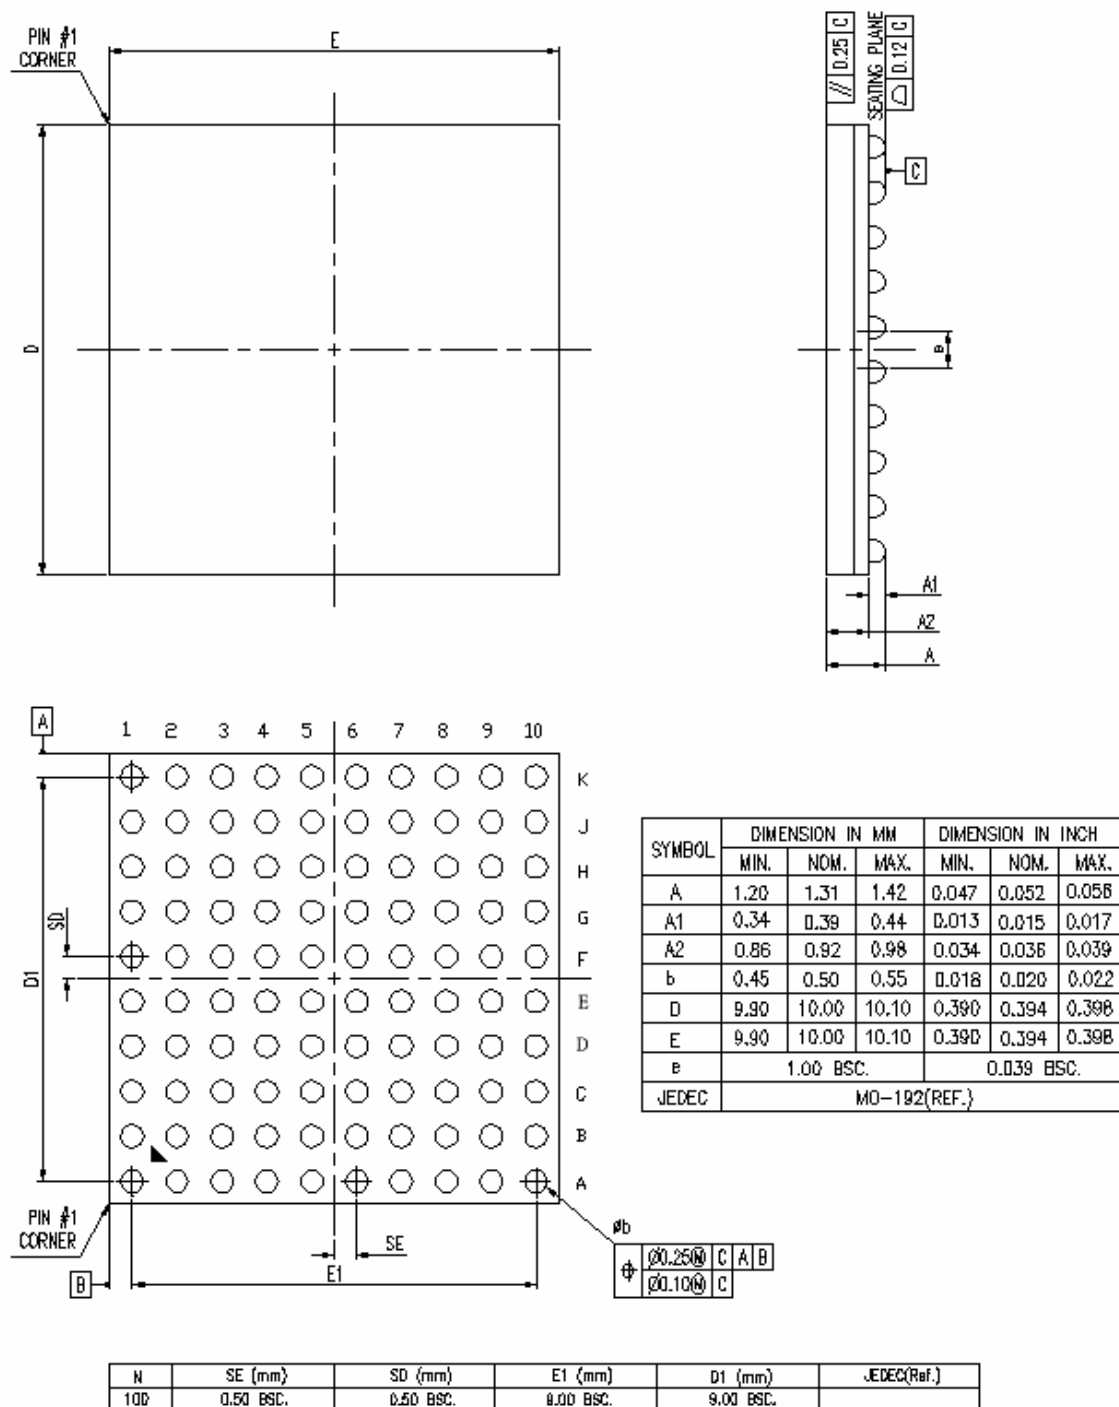 PIN #1
CORNER
E
D
// 0.25 C
SEATING PLANE
0.12 C
C
e
A1
A2
A
A
1 2 3 4 5 6 7 8 9 10
K
J
H
G
F
E
D
C
B
A
SD
D1
PIN #1
CORNER
SE
E1
B
Øb
Ø0.25Ⓜ C A B
Ø0.10Ⓜ C
SYMBOL DIMENSION IN MM DIMENSION IN INCH
MIN. NOM. MAX. MIN. NOM. MAX.
A 1.20 1.31 1.42 0.047 0.052 0.056
A1 0.34 0.39 0.44 0.013 0.015 0.017
A2 0.86 0.92 0.98 0.034 0.036 0.039
b 0.45 0.50 0.55 0.018 0.020 0.022
D 9.90 10.00 10.10 0.390 0.394 0.398
E 9.90 10.00 10.10 0.390 0.394 0.398
e 1.00 BSC. 0.039 BSC.
JEDEC MO-192(REF.)
N SE (mm) SD (mm) E1 (mm) D1 (mm) JEDEC(Ref.)
100 0.50 BSC. 0.50 BSC. 9.00 BSC. 9.00 BSC.